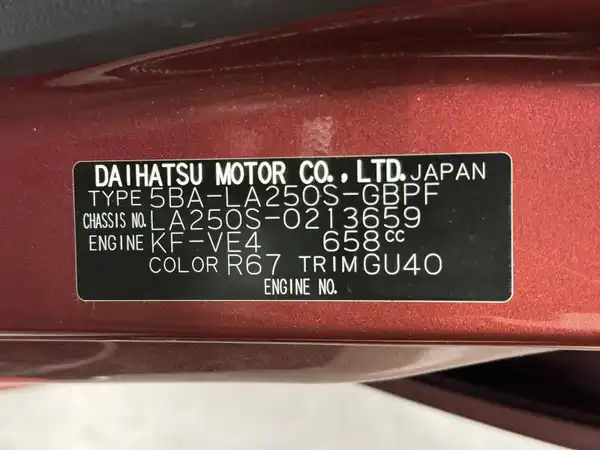 DAIHATSU MOTOR CO.,LTD. JAPAN
TYPE 5BA-LA250S-GBPF
CHASSIS NO. LA250S-0213659
ENGINE KF-VE4 658cc
COLOR R67 TRIM GU40
ENGINE NO.